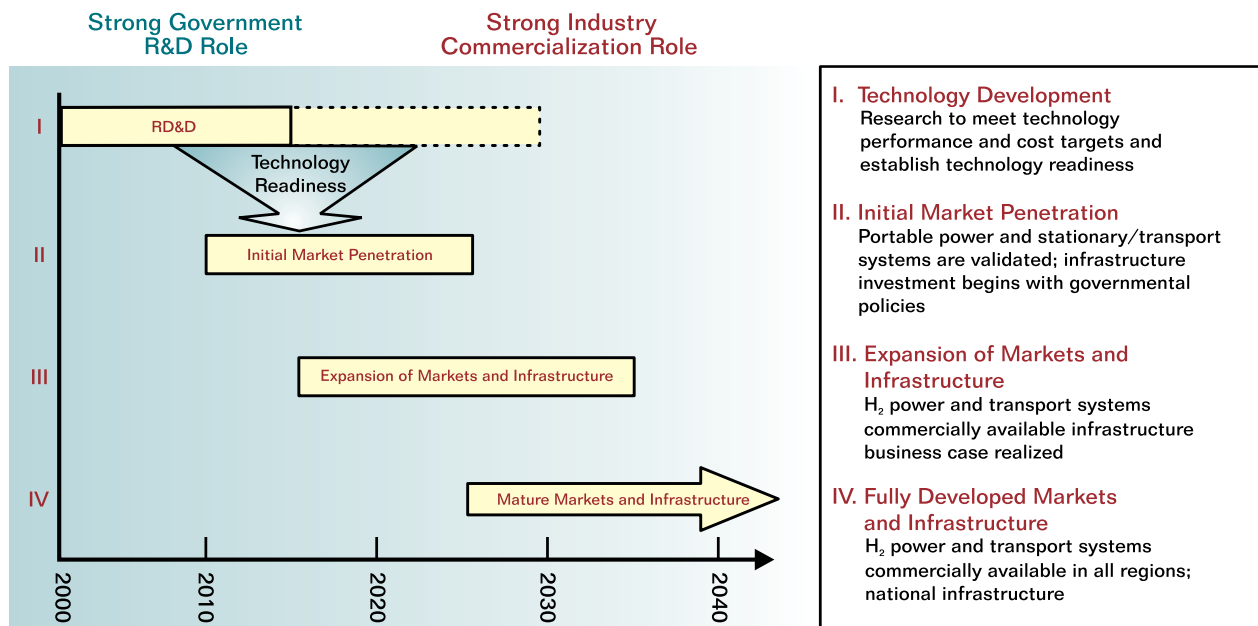 Strong Government
R&D Role
Strong Industry
Commercialization Role
I
RD&D
Technology
Readiness
II
Initial Market Penetration
III
Expansion of Markets and Infrastructure
IV
Mature Markets and Infrastructure
2000
2010
2020
2030
2040
I. Technology Development
Research to meet technology
performance and cost targets and
establish technology readiness
II. Initial Market Penetration
Portable power and stationary/transport
systems are validated; infrastructure
investment begins with governmental
policies
III. Expansion of Markets and
Infrastructure
H₂ power and transport systems
commercially available infrastructure
business case realized
IV. Fully Developed Markets
and Infrastructure
H₂ power and transport systems
commercially available in all regions;
national infrastructure